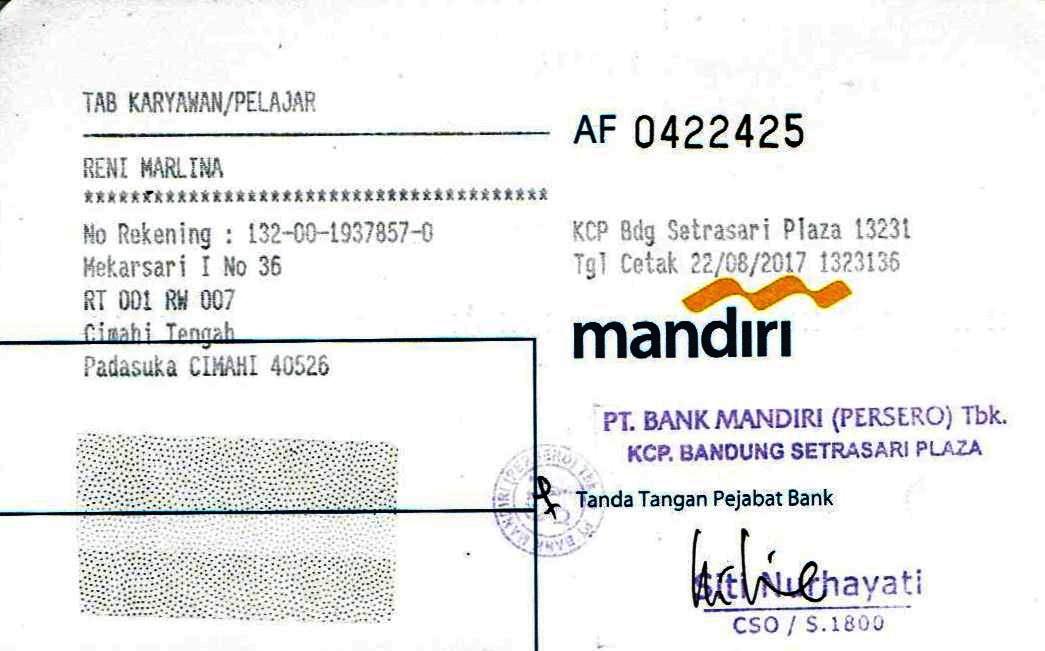 TAB KARYAWAN/PELAJAR
RENI MARLINA
****************************************
No Rekening : 132-00-1937857-0
Mekarsari I No 36
RT 001 RW 007
Cimahi Tengah
Padasuka CIMAHI 40526
AF 0422425
KCP Bdg Setrasari Plaza 13231
Tgl Cetak 22/08/2017 1323136
mandiri
PT. BANK MANDIRI (PERSERO) Tbk.
KCP. BANDUNG SETRASARI PLAZA
Tanda Tangan Pejabat Bank
Siti Nurhayati
CSO / S.1800